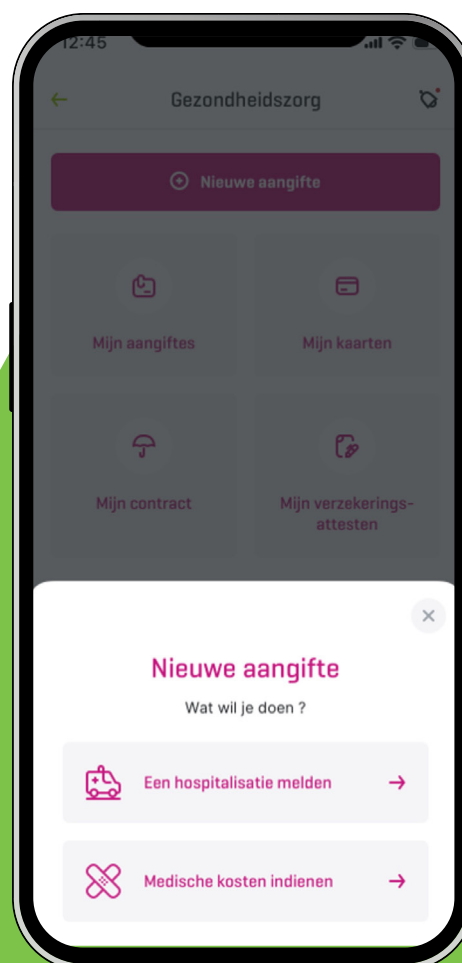 12:45
Gezondheidszorg
Nieuwe aangifte
Mijn aangiftes
Mijn kaarten
Mijn contract
Mijn verzekerings-
attesten
Nieuwe aangifte
Wat wil je doen ?
Een hospitalisatie melden
Medische kosten indienen